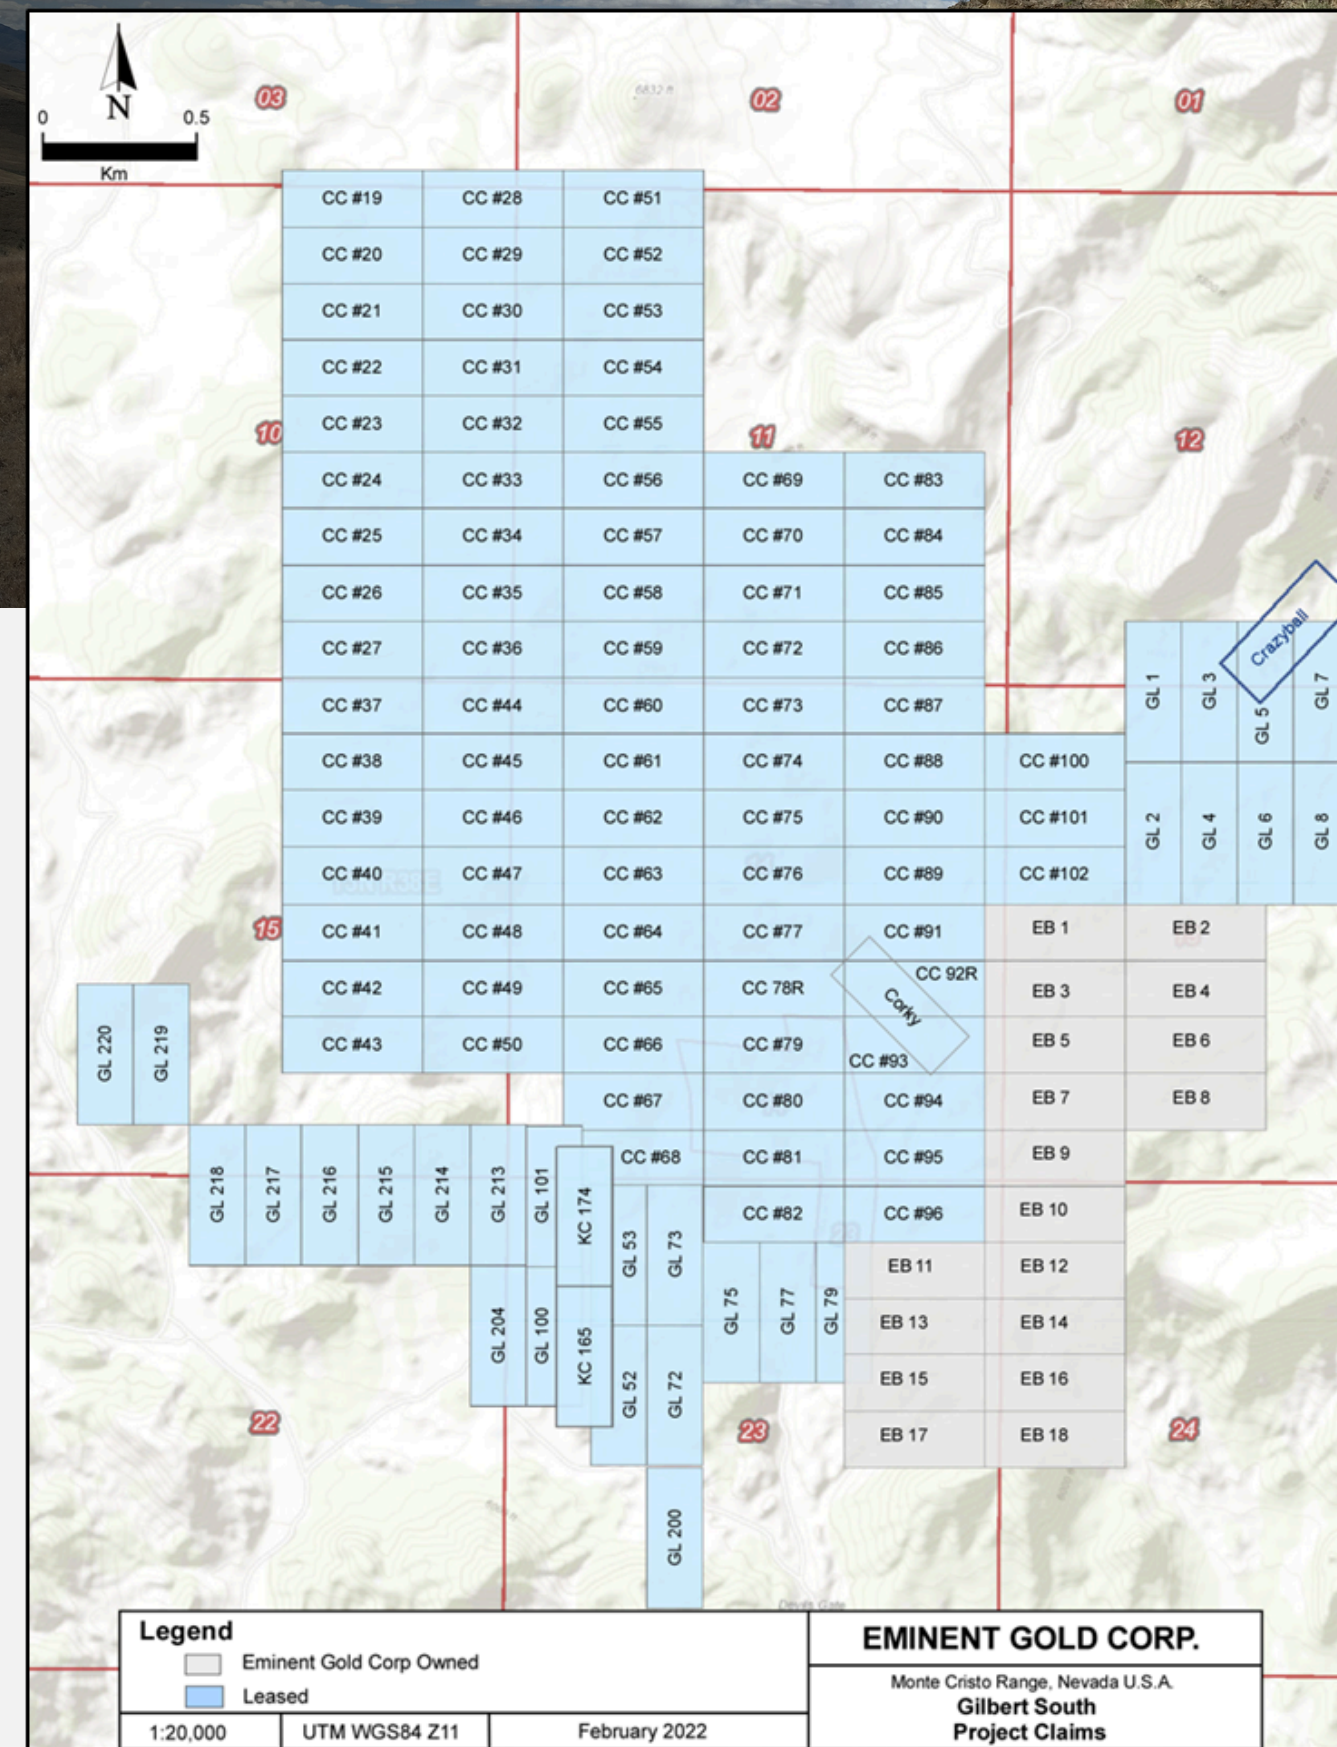 N
0 0.5
Km
03 02 01
6832 ft
CC #19 CC #28 CC #51
CC #20 CC #29 CC #52
CC #21 CC #30 CC #53
CC #22 CC #31 CC #54
CC #23 CC #32 CC #55
10 11 12
CC #24 CC #33 CC #56 CC #69 CC #83
CC #25 CC #34 CC #57 CC #70 CC #84
CC #26 CC #35 CC #58 CC #71 CC #85
CC #27 CC #36 CC #59 CC #72 CC #86
Crazyball
GL 1 GL 3 GL 5 GL 7
CC #37 CC #44 CC #60 CC #73 CC #87
CC #38 CC #45 CC #61 CC #74 CC #88 CC #100
CC #39 CC #46 CC #62 CC #75 CC #90 CC #101
GL 2 GL 4 GL 6 GL 8
CC #40 CC #47 CC #63 CC #76 CC #89 CC #102
15 CC #41 CC #48 CC #64 CC #77 CC #91 EB 1 EB 2
CC 92R
CC #42 CC #49 CC #65 CC 78R Corky EB 3 EB 4
GL 220 GL 219 CC #43 CC #50 CC #66 CC #79 CC #93 EB 5 EB 6
CC #67 CC #80 CC #94 EB 7 EB 8
CC #68 CC #81 CC #95 EB 9
GL 218 GL 217 GL 216 GL 215 GL 214 GL 213 GL 101 KC 174
CC #82 CC #96 EB 10
GL 53 GL 73
EB 11 EB 12
GL 75 GL 77 GL 79
GL 204 GL 100 KC 165
EB 13 EB 14
GL 52 GL 72
EB 15 EB 16
22 23 24
EB 17 EB 18
GL 200
Devils Gate
Legend
Eminent Gold Corp Owned
Leased
1:20,000 UTM WGS84 Z11 February 2022
EMINENT GOLD CORP.
Monte Cristo Range, Nevada U.S.A.
Gilbert South
Project Claims